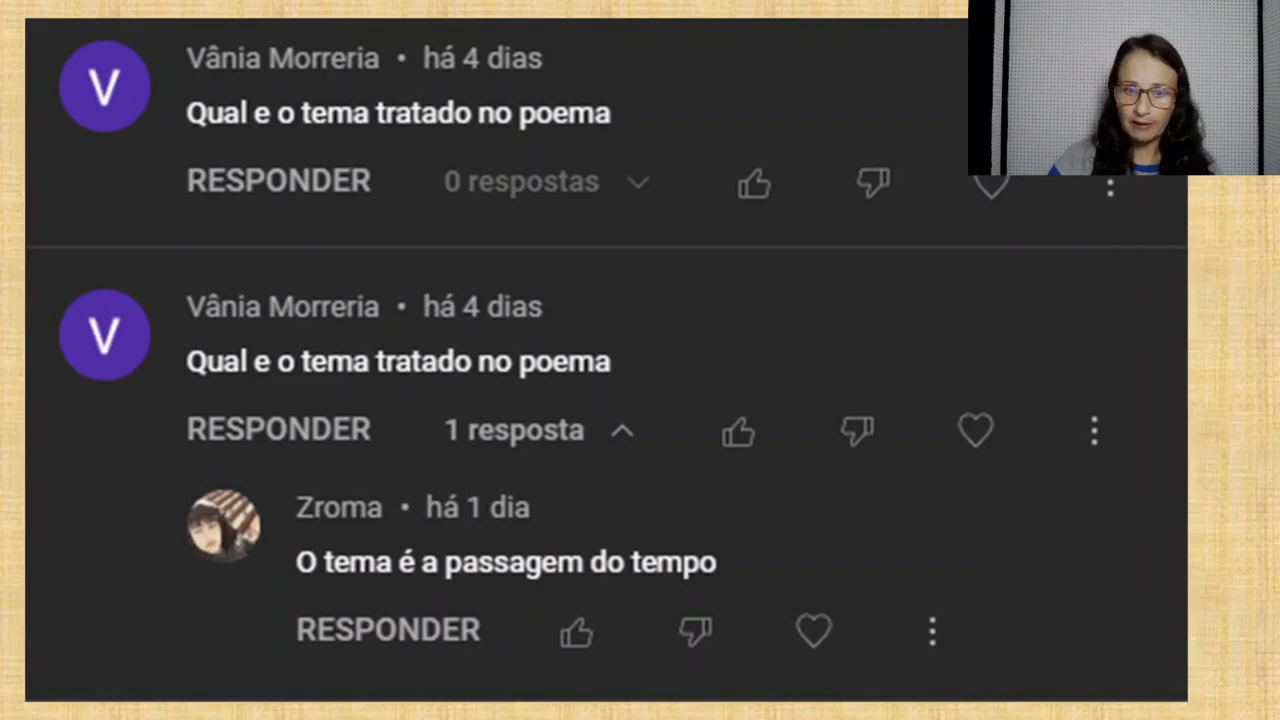 V
Vânia Morreria • há 4 dias
Qual e o tema tratado no poema
RESPONDER 0 respostas
V
Vânia Morreria • há 4 dias
Qual e o tema tratado no poema
RESPONDER 1 resposta
Zroma • há 1 dia
O tema é a passagem do tempo
RESPONDER